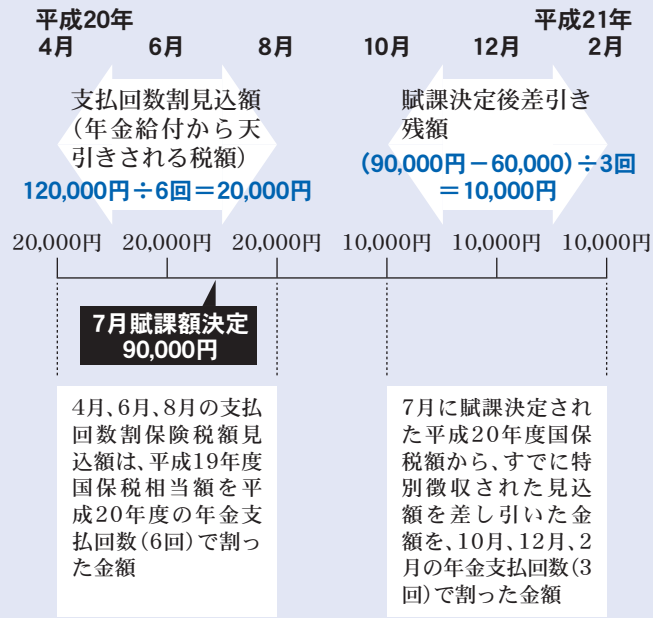 平成20年
4月 6月 8月 10月 12月
平成21年
2月
支払回数割見込額
(年金給付から天
引きされる税額)
120,000円÷6回＝20,000円
賦課決定後差引き
残額
(90,000円－60,000)÷3回
＝10,000円
20,000円 20,000円 20,000円 10,000円 10,000円 10,000円
7月賦課額決定
90,000円
4月、6月、8月の支払
回数割保険税額見
込額は、平成19年度
国保税相当額を平
成20年度の年金支
払回数(6回)で割っ
た金額
7月に賦課決定され
た平成20年度国保
税額から、すでに特
別徴収された見込
額を差し引いた金
額を、10月、12月、2
月の年金支払回数(3
回)で割った金額